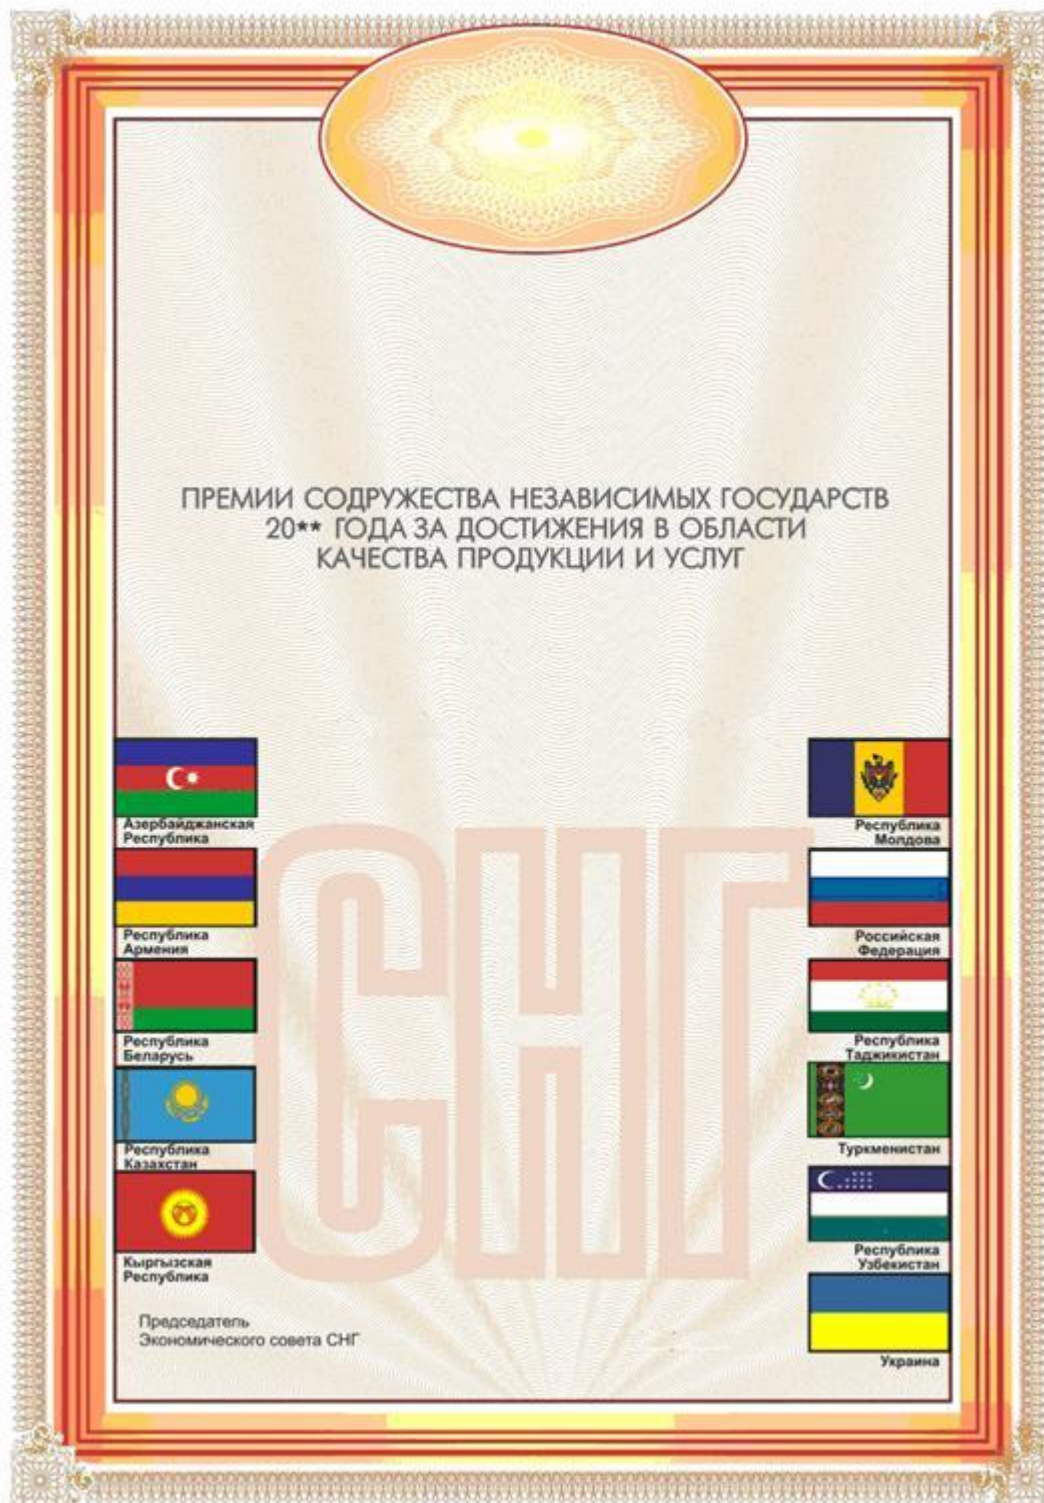 ПРЕМИИ СОДРУЖЕСТВА НЕЗАВИСИМЫХ ГОСУДАРСТВ
20** ГОДА ЗА ДОСТИЖЕНИЯ В ОБЛАСТИ
КАЧЕСТВА ПРОДУКЦИИ И УСЛУГ
СНГ
Азербайджанская
Республика
Республика
Армения
Республика
Беларусь
Республика
Казахстан
Кыргызская
Республика
Республика
Молдова
Российская
Федерация
Республика
Таджикистан
Туркменистан
Республика
Узбекистан
Украина
Председатель
Экономического совета СНГ